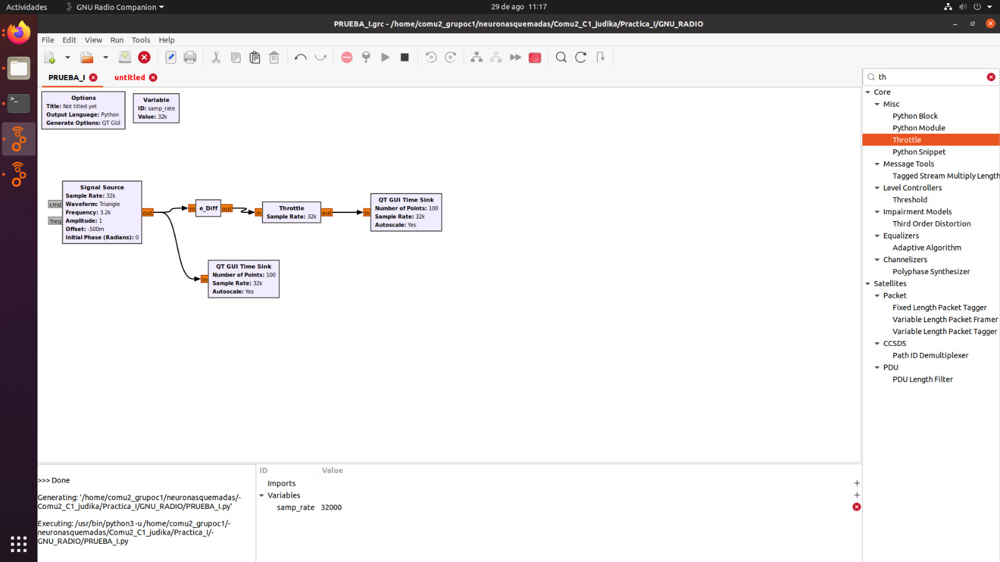 Actividades
GNU Radio Companion
29 de ago 11:17
PRUEBA_I.grc - /home/comu2_grupoc1/neuronasquemadas/Comu2_C1_judika/Practica_I/GNU_RADIO
File Edit View Run Tools Help
PRUEBA_I
untitled
Options
Title: Not titled yet
Output Language: Python
Generate Options: QT GUI
Variable
ID: samp_rate
Value: 32k
Signal Source
Sample Rate: 32k
Waveform: Triangle
Frequency: 3.2k
Amplitude: 1
Offset: -500m
Initial Phase (Radians): 0
cmd
freq
out
in
e_Diff
out
in
Throttle
Sample Rate: 32k
out
in
QT GUI Time Sink
Number of Points: 100
Sample Rate: 32k
Autoscale: Yes
in
QT GUI Time Sink
Number of Points: 100
Sample Rate: 32k
Autoscale: Yes
th
Core
Misc
Python Block
Python Module
Throttle
Python Snippet
Message Tools
Tagged Stream Multiply Length
Level Controllers
Threshold
Impairment Models
Third Order Distortion
Equalizers
Adaptive Algorithm
Channelizers
Polyphase Synthesizer
Satellites
Packet
Fixed Length Packet Tagger
Variable Length Packet Framer
Variable Length Packet Tagger
CCSDS
Path ID Demultiplexer
PDU
PDU Length Filter
>>> Done
Generating: '/home/comu2_grupoc1/neuronasquemadas/-
Comu2_C1_judika/Practica_I/GNU_RADIO/PRUEBA_I.py'
Executing: /usr/bin/python3 -u /home/comu2_grupoc1/-
neuronasquemadas/Comu2_C1_judika/Practica_I/-
GNU_RADIO/PRUEBA_I.py
ID Value
Imports
Variables
samp_rate 32000